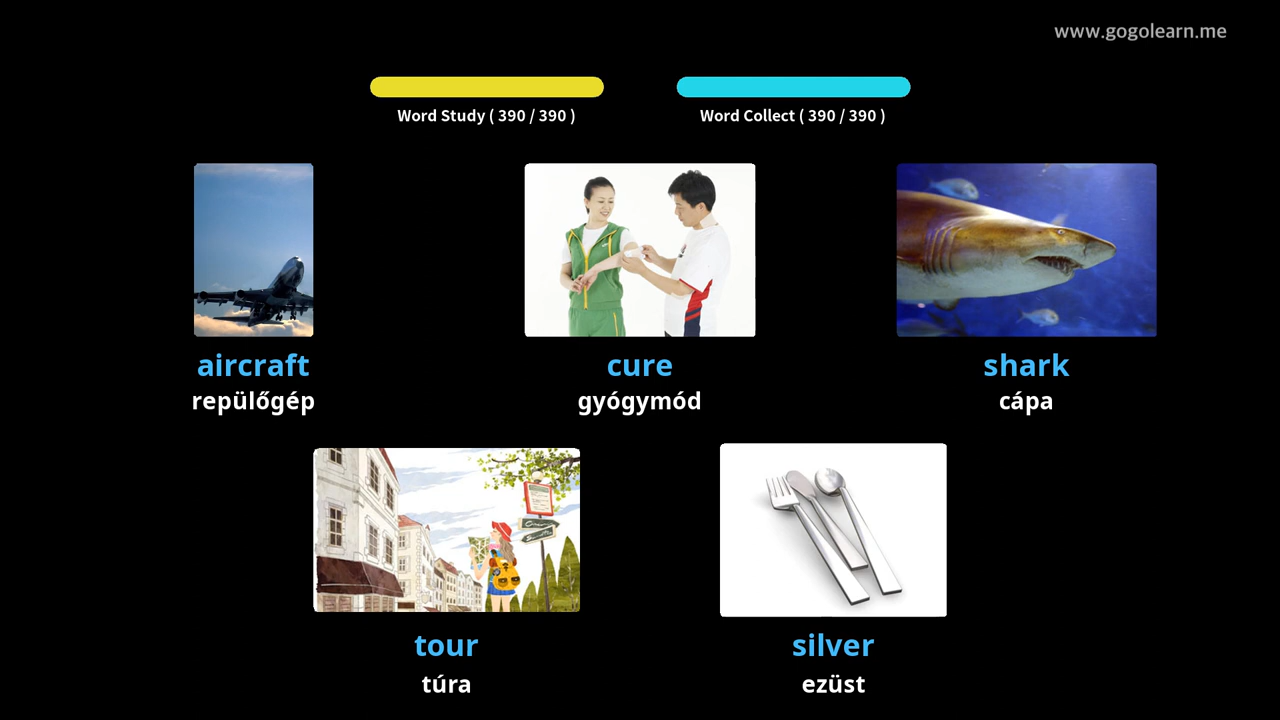 www.gogolearn.me
Word Study ( 390 / 390 )
Word Collect ( 390 / 390 )
aircraft
repülőgép
cure
gyógymód
shark
cápa
tour
túra
silver
ezüst